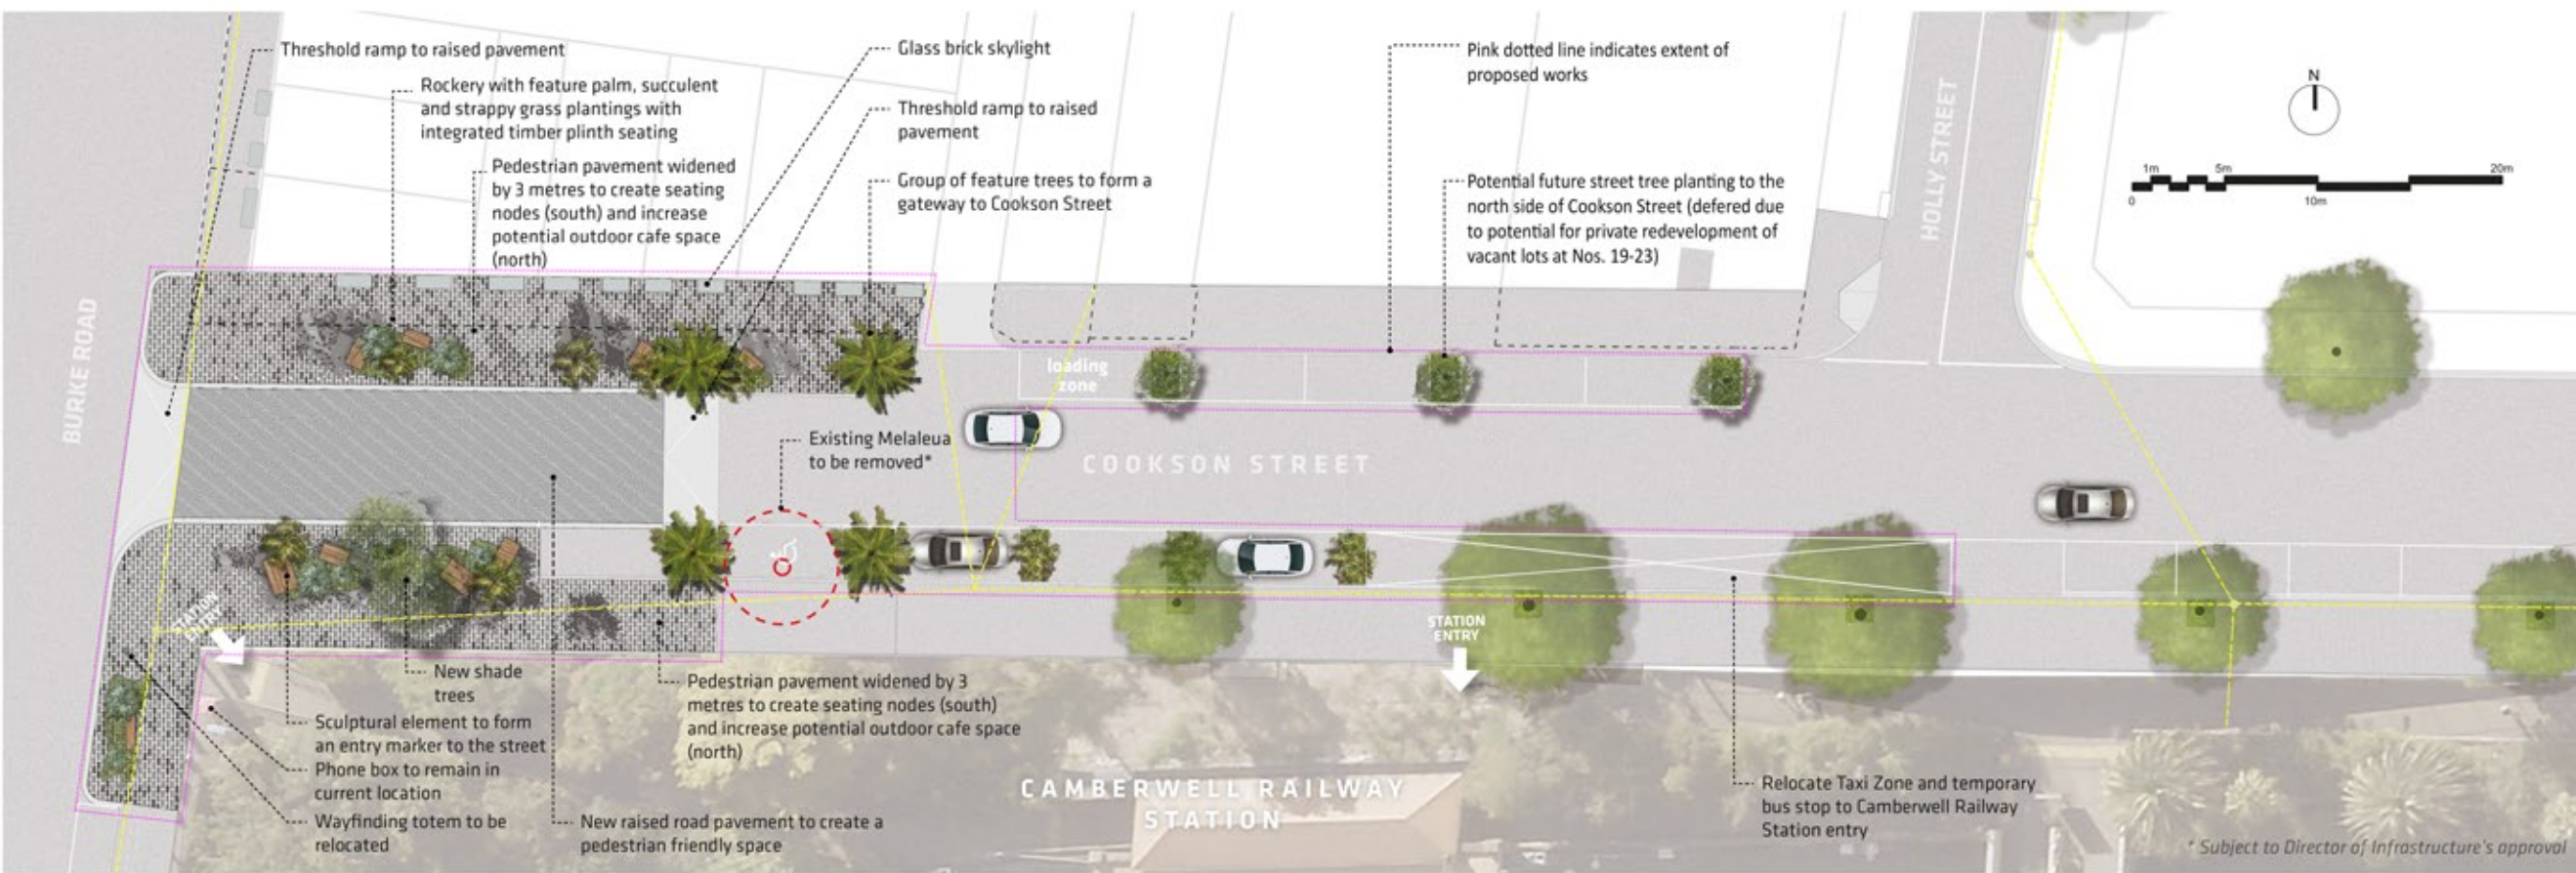 Threshold ramp to raised pavement
Rockery with feature palm, succulent
and strappy grass plantings with
integrated timber plinth seating
Pedestrian pavement widened
by 3 metres to create seating
nodes (south) and increase
potential outdoor cafe space
(north)
Glass brick skylight
Threshold ramp to raised
pavement
Group of feature trees to form a
gateway to Cookson Street
Pink dotted line indicates extent of
proposed works
Potential future street tree planting to the
north side of Cookson Street (defered due
to potential for private redevelopment of
vacant lots at Nos. 19-23)
HOLLY STREET
N
1m
5m
20m
0
10m
BURKE ROAD
loading
zone
Existing Melaleua
to be removed*
COOKSON STREET
STATION
ENTRY
STATION
ENTRY
New shade
trees
Sculptural element to form
an entry marker to the street
Phone box to remain in
current location
Wayfinding totem to be
relocated
Pedestrian pavement widened by 3
metres to create seating nodes (south)
and increase potential outdoor cafe space
(north)
New raised road pavement to create a
pedestrian friendly space
CAMBERWELL RAILWAY
STATION
Relocate Taxi Zone and temporary
bus stop to Camberwell Railway
Station entry
* Subject to Director of Infrastructure's approval